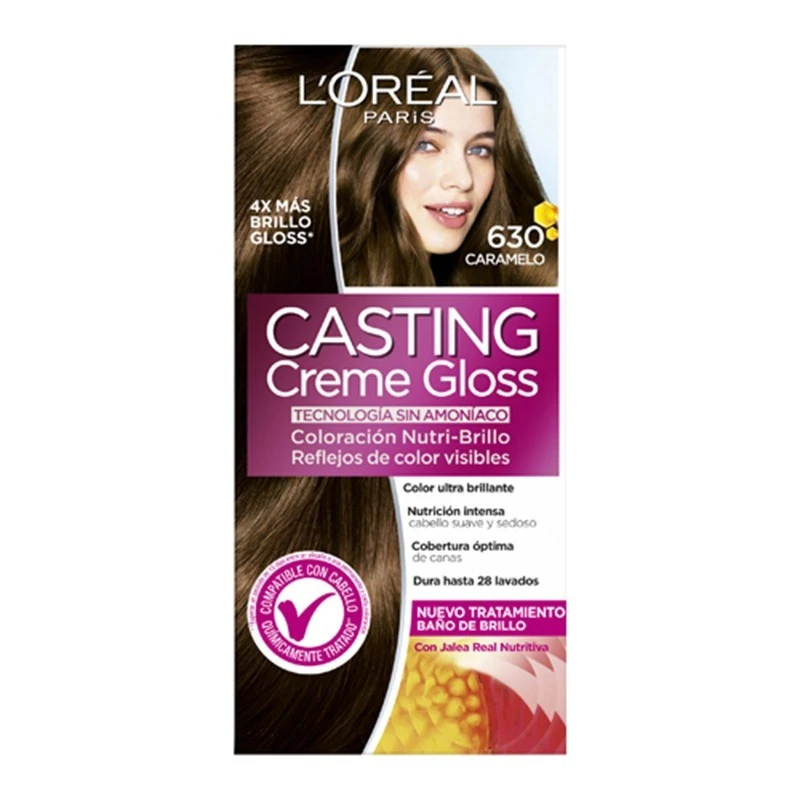 L'ORÉAL
PARiS
4X MÁS
BRILLO
GLOSS*
630
CARAMELO
CASTING
Creme Gloss
TECNOLOGÍA SIN AMONÍACO
Coloración Nutri-Brillo
Reflejos de color visibles
Color ultra brillante
Nutrición intensa
cabello suave y sedoso
Cobertura óptima
de canas
Dura hasta 28 lavados
COMPATIBLE CON CABELLO
QUÍMICAMENTE TRATADO
NUEVO TRATAMIENTO
BAÑO DE BRILLO
Con Jalea Real Nutritiva